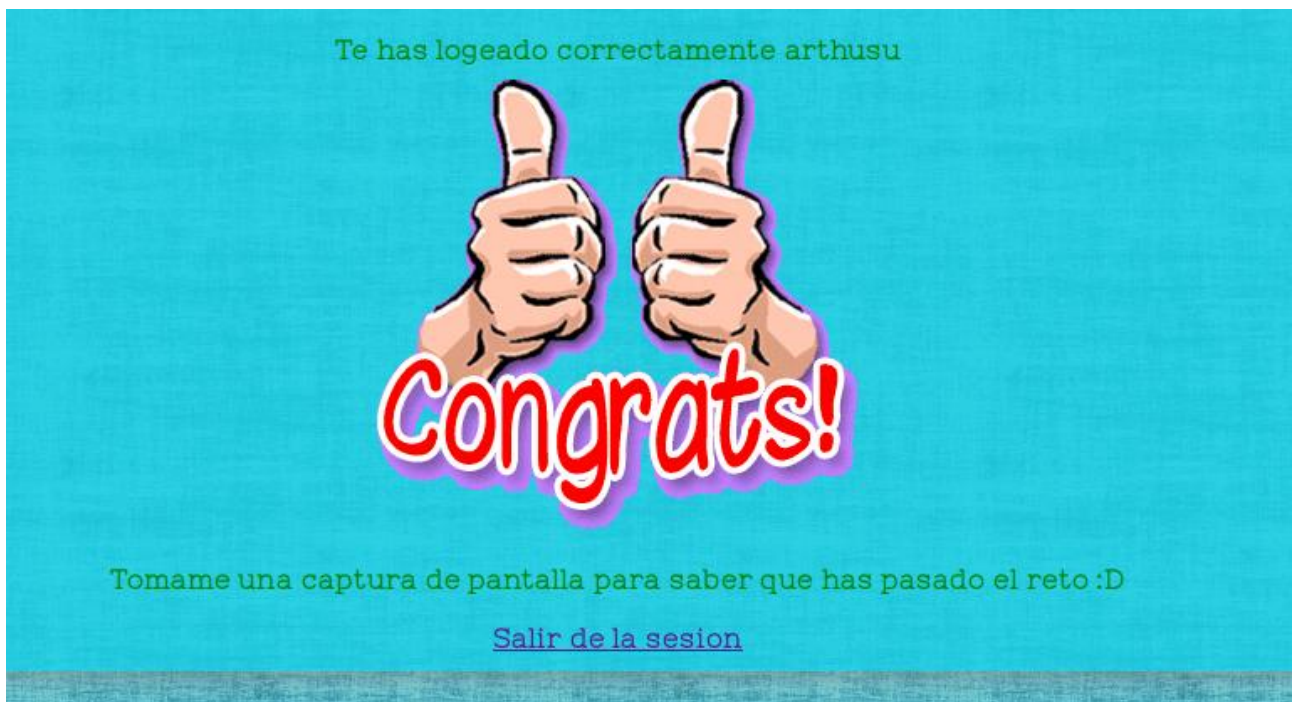 Te has logeado correctamente arthusu
Congrats!
Tomame una captura de pantalla para saber que has pasado el reto :D
Salir de la sesion